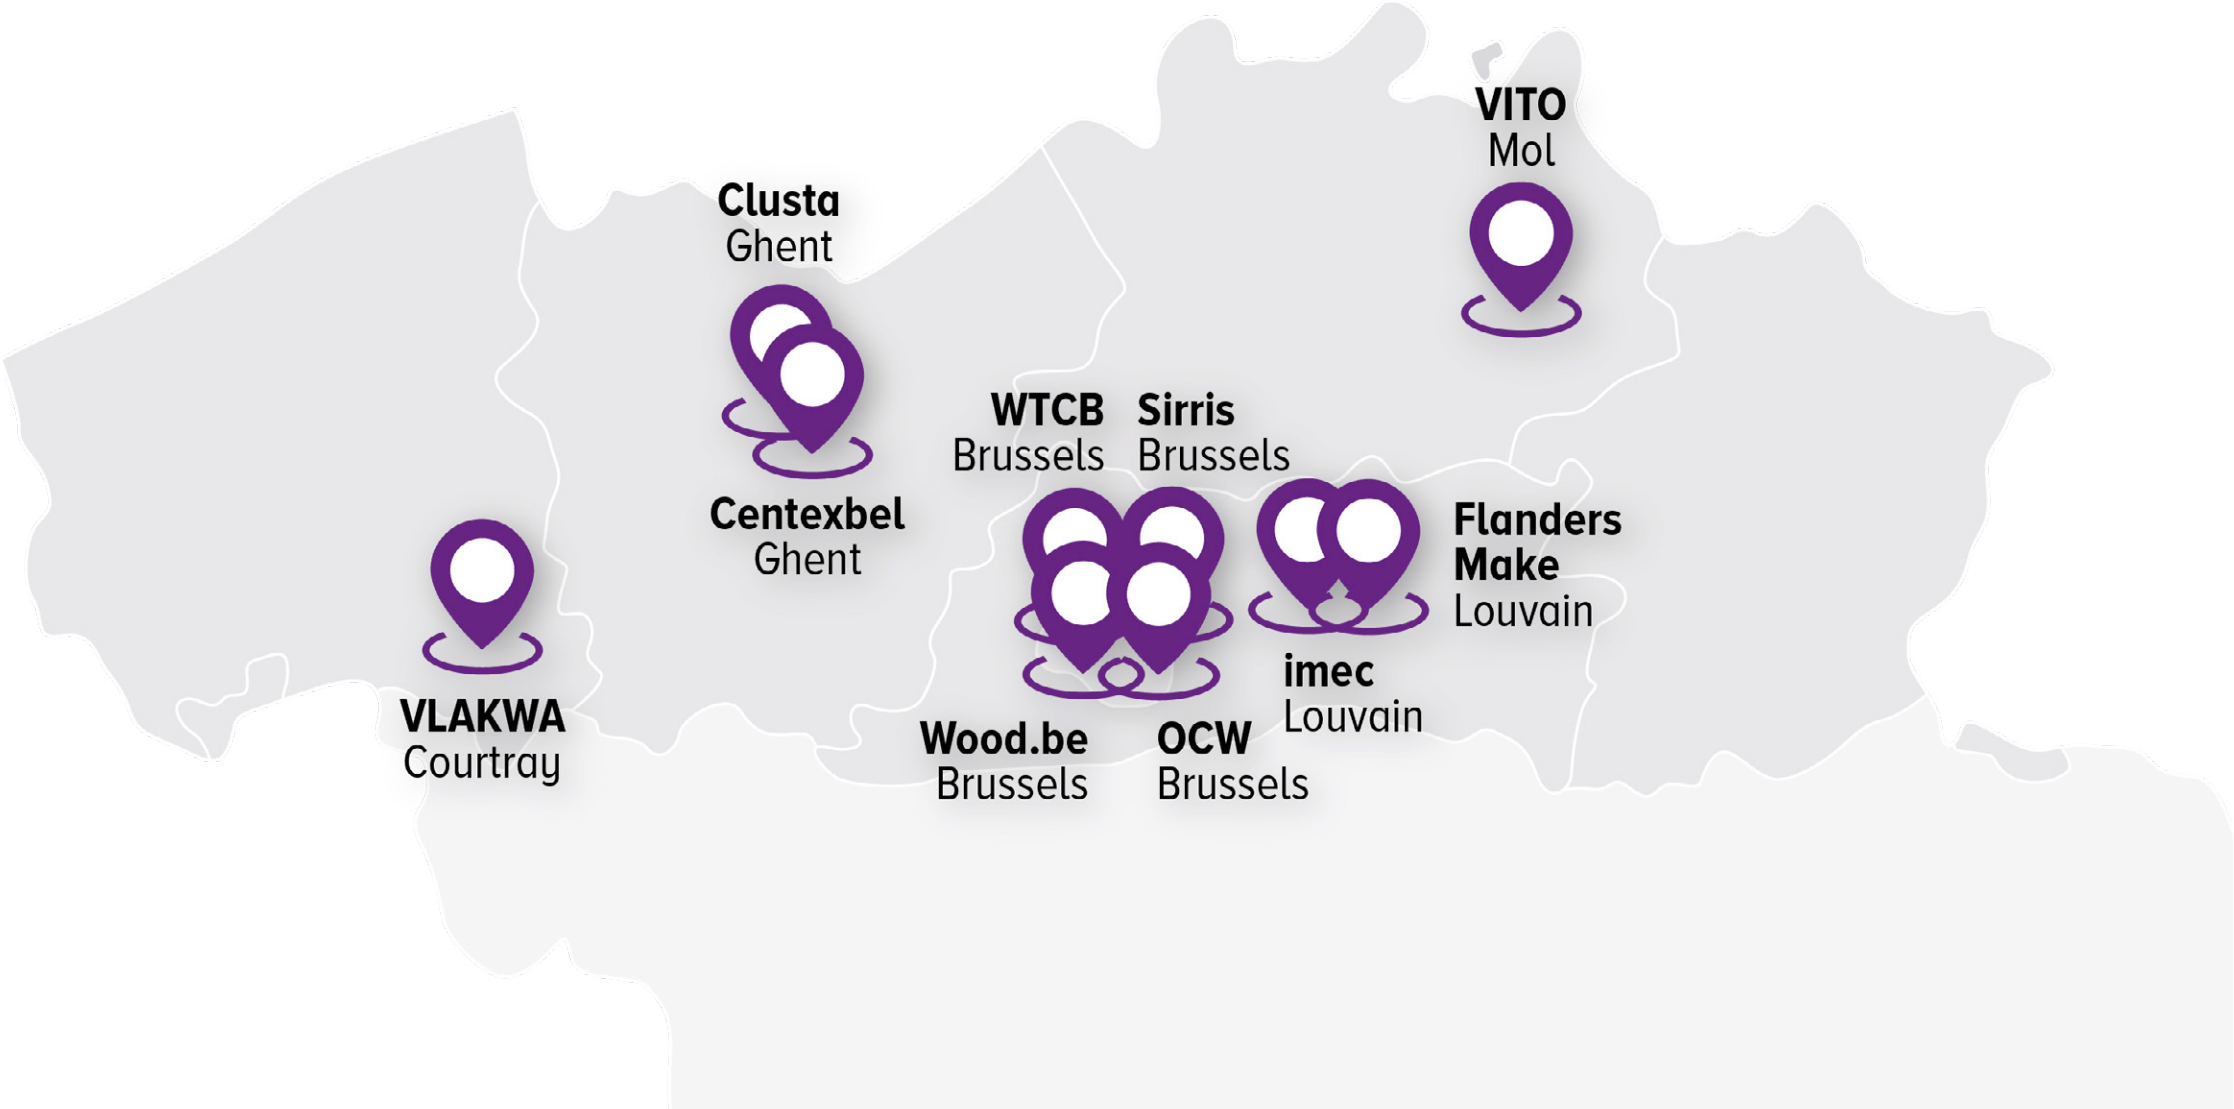 VITO
Mol
Clusta
Ghent
WTCB
Brussels
Sirris
Brussels
Centexbel
Ghent
Flanders
Make
Louvain
imec
Louvain
VLAKWA
Courtray
Wood.be
Brussels
OCW
Brussels